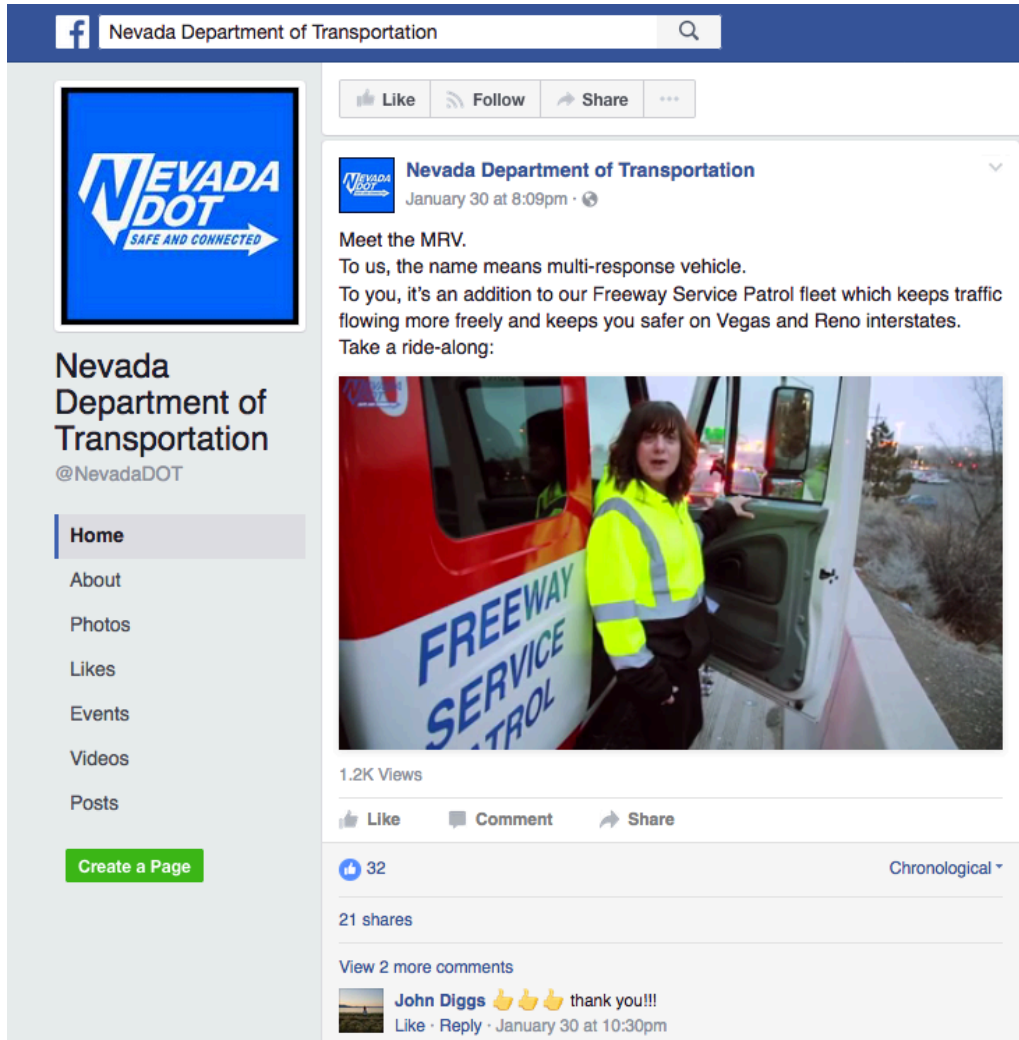 Nevada Department of Transportation
NEVADA
DOT
SAFE AND CONNECTED
Nevada
Department of
Transportation
@NevadaDOT
Home
About
Photos
Likes
Events
Videos
Posts
Create a Page
Like Follow Share
NEVADA
DOT
Nevada Department of Transportation
January 30 at 8:09pm ·
Meet the MRV.
To us, the name means multi-response vehicle.
To you, it’s an addition to our Freeway Service Patrol fleet which keeps traffic
flowing more freely and keeps you safer on Vegas and Reno interstates.
Take a ride-along:
NEVADA
DOT
FREEWAY
SERVICE
PATROL
1.2K Views
Like Comment Share
32 Chronological
21 shares
View 2 more comments
John Diggs 👍👍👍 thank you!!!
Like · Reply · January 30 at 10:30pm